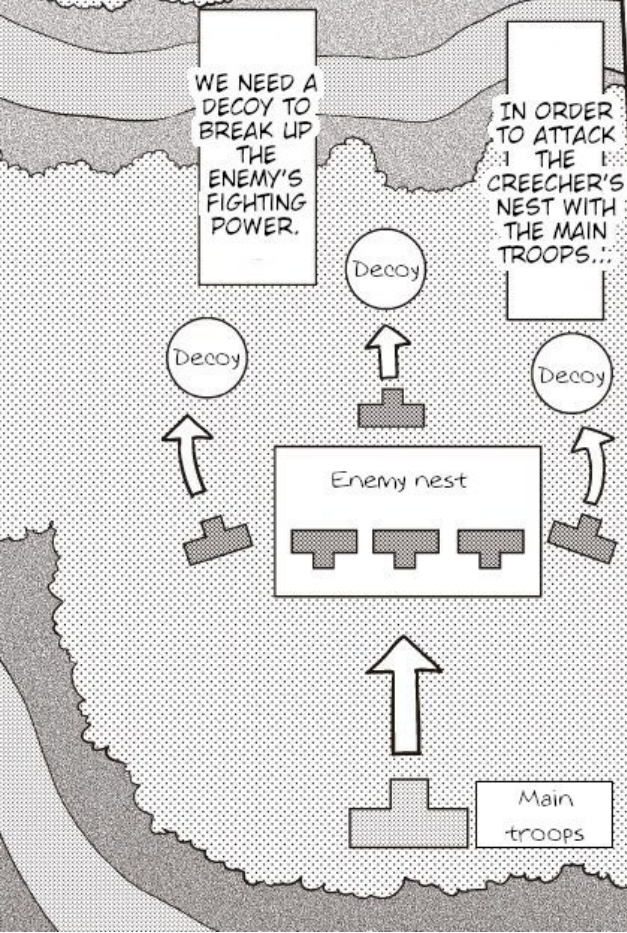 IN ORDER
TO ATTACK
THE
CREECHER'S
NEST WITH
THE MAIN
TROOPS...
WE NEED A
DECOY TO
BREAK UP
THE
ENEMY'S
FIGHTING
POWER.
Decoy
Decoy
Decoy
Enemy nest
Main
troops